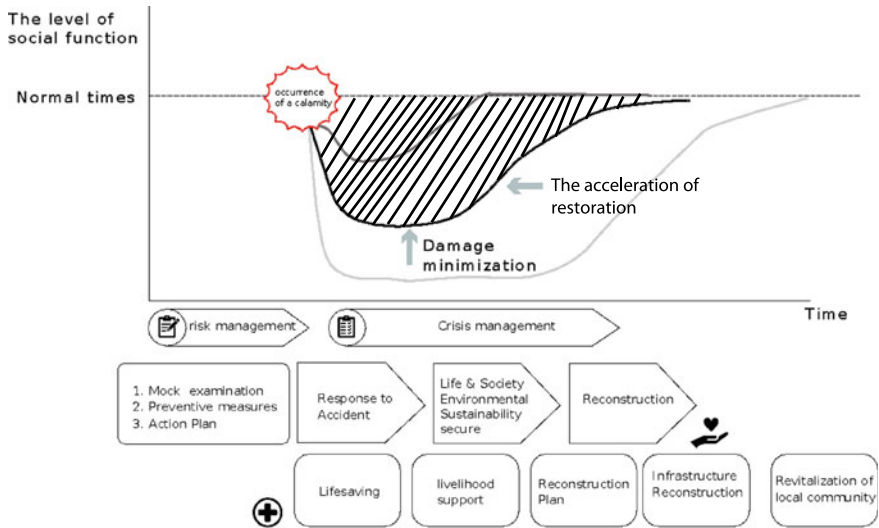 The level of
social function
Normal times
occurrence
of a calamity
The acceleration of
restoration
Damage
minimization
Time
risk management
Crisis management
1. Mock examination
2. Preventive measures
3. Action Plan
Response to
Accident
Life & Society
Environmental
Sustainability
secure
Reconstruction
Lifesaving
livelihood
support
Reconstruction
Plan
Infrastructure
Reconstruction
Revitalization of
local community